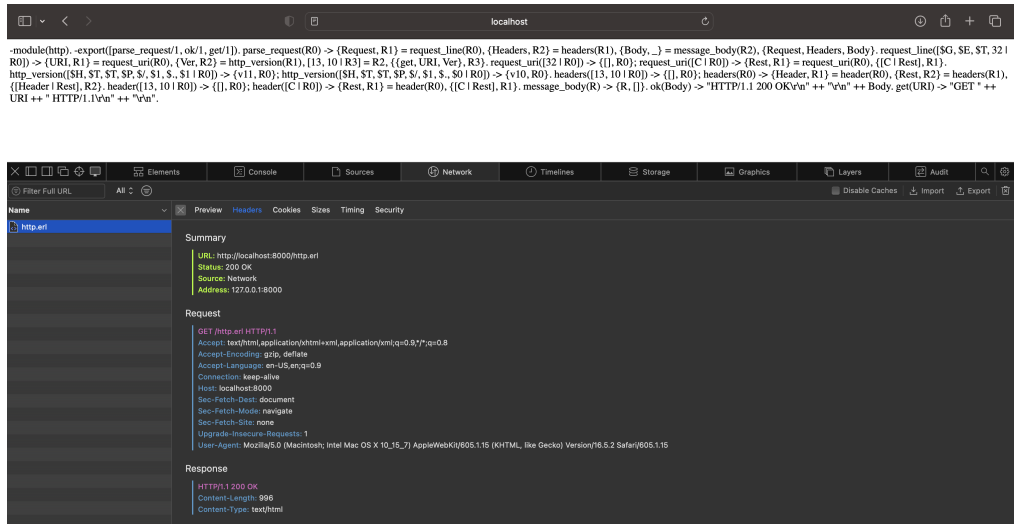 localhost
-module(http). -export([parse_request/1, ok/1, get/1]). parse_request(R0) -> {Request, R1} = request_line(R0), {Headers, R2} = headers(R1), {Body, _} = message_body(R2), {Request, Headers, Body}. request_line([$G, $E, $T, 32 |
R0]) -> {URI, R1} = request_uri(R0), {Ver, R2} = http_version(R1), [13, 10 | R3] = R2, {{get, URI, Ver}, R3}. request_uri([32 | R0]) -> {[], R0}; request_uri([C | R0]) -> {Rest, R1} = request_uri(R0), {[C | Rest], R1}.
http_version([$H, $T, $T, $P, $/, $1, $., $1 | R0]) -> {v11, R0}; http_version([$H, $T, $T, $P, $/, $1, $., $0 | R0]) -> {v10, R0}. headers([13, 10 | R0]) -> {[], R0}; headers(R0) -> {Header, R1} = header(R0), {Rest, R2} = headers(R1),
{[Header | Rest], R2}. header([13, 10 | R0]) -> {[], R0}; header([C | R0]) -> {Rest, R1} = header(R0), {[C | Rest], R1}. message_body(R) -> {R, []}. ok(Body) -> "HTTP/1.1 200 OK\r\n" ++ "\r\n" ++ Body. get(URI) -> "GET " ++
URI ++ " HTTP/1.1\r\n" ++ "\r\n".
Elements Console Sources Network Timelines Storage Graphics Layers Audit
Filter Full URL All Disable Caches Import Export
Name Preview Headers Cookies Sizes Timing Security
http.erl
Summary
URL: http://localhost:8000/http.erl
Status: 200 OK
Source: Network
Address: 127.0.0.1:8000
Request
GET /http.erl HTTP/1.1
Accept: text/html,application/xhtml+xml,application/xml;q=0.9,*/*;q=0.8
Accept-Encoding: gzip, deflate
Accept-Language: en-US,en;q=0.9
Connection: keep-alive
Host: localhost:8000
Sec-Fetch-Dest: document
Sec-Fetch-Mode: navigate
Sec-Fetch-Site: none
Upgrade-Insecure-Requests: 1
User-Agent: Mozilla/5.0 (Macintosh; Intel Mac OS X 10_15_7) AppleWebKit/605.1.15 (KHTML, like Gecko) Version/16.5.2 Safari/605.1.15
Response
HTTP/1.1 200 OK
Content-Length: 996
Content-Type: text/html